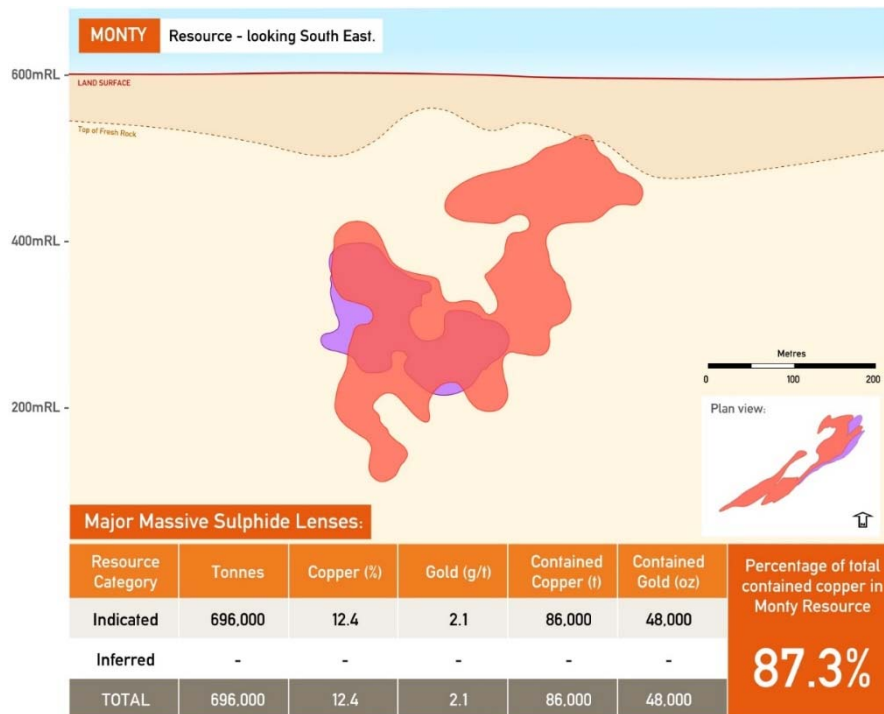 MONTY
Resource - looking South East.
600mRL -
LAND SURFACE
Top of Fresh Rock
400mRL -
Metres
0 100 200
Plan view:
200mRL -
Major Massive Sulphide Lenses:
Resource Category Tonnes Copper (%) Gold (g/t) Contained Copper (t) Contained Gold (oz)
Indicated 696,000 12.4 2.1 86,000 48,000
Inferred - - - - -
TOTAL 696,000 12.4 2.1 86,000 48,000
Percentage of total
contained copper in
Monty Resource
87.3%